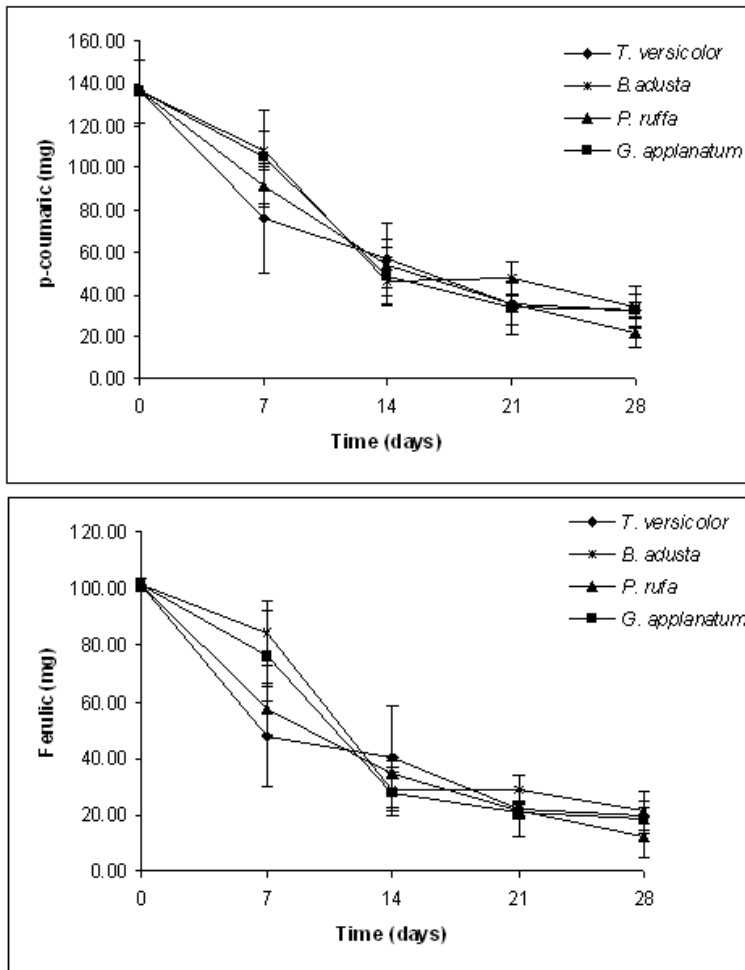 160.00
140.00
120.00
100.00
80.00
60.00
40.00
20.00
0.00
p-coumaric (mg)
T. versicolor
B.adusta
P. ruffa
G. applanatum
0 7 14 21 28
Time (days)
120.00
100.00
80.00
60.00
40.00
20.00
0.00
Ferulic (mg)
T. versicolor
B. adusta
P. rufa
G. applanatum
0 7 14 21 28
Time (days)